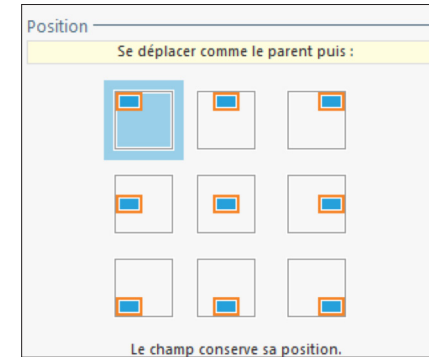 Position
Se déplacer comme le parent puis :
Le champ conserve sa position.